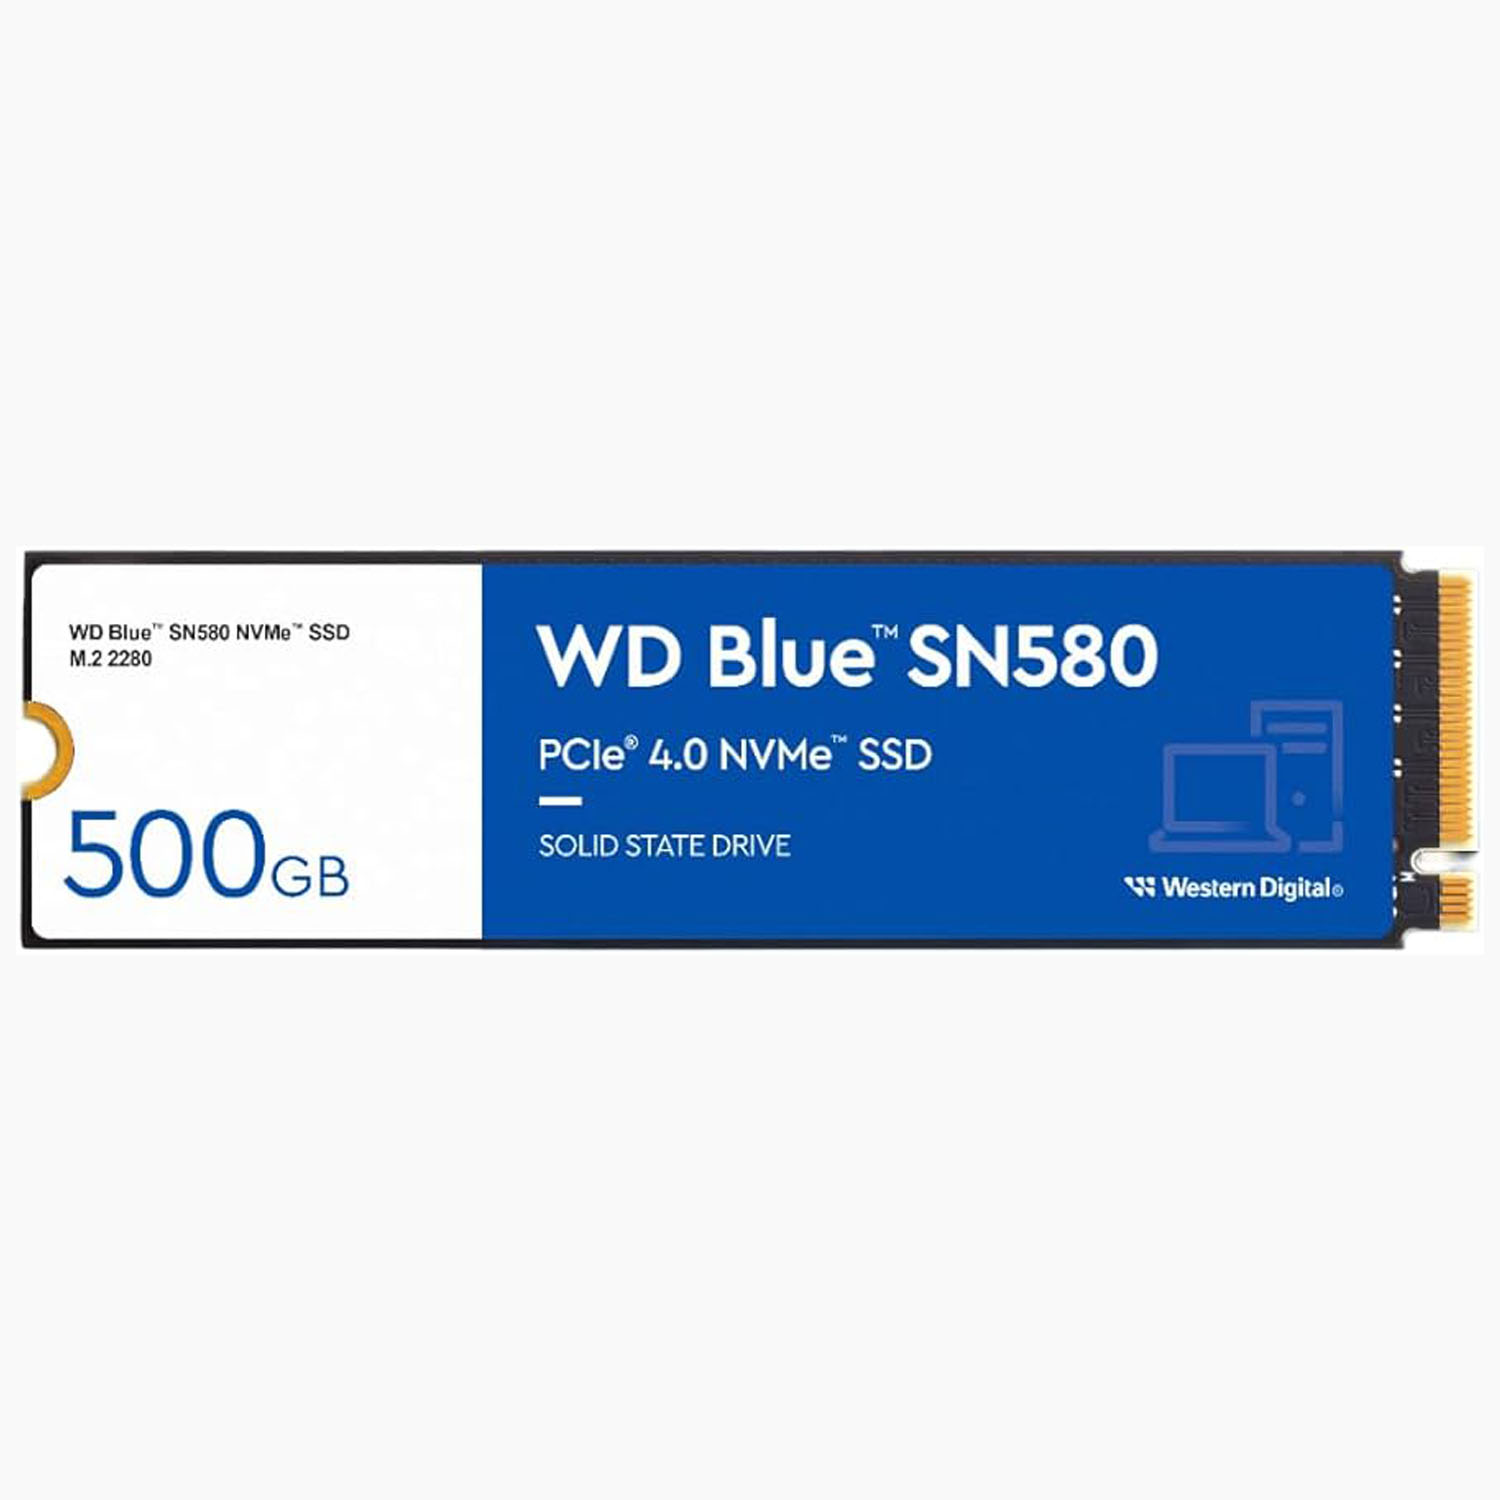 WD Blue™ SN580 NVMe™ SSD
M.2 2280
500GB
WD Blue™ SN580
PCIe® 4.0 NVMe™ SSD
SOLID STATE DRIVE
Western Digital®
M